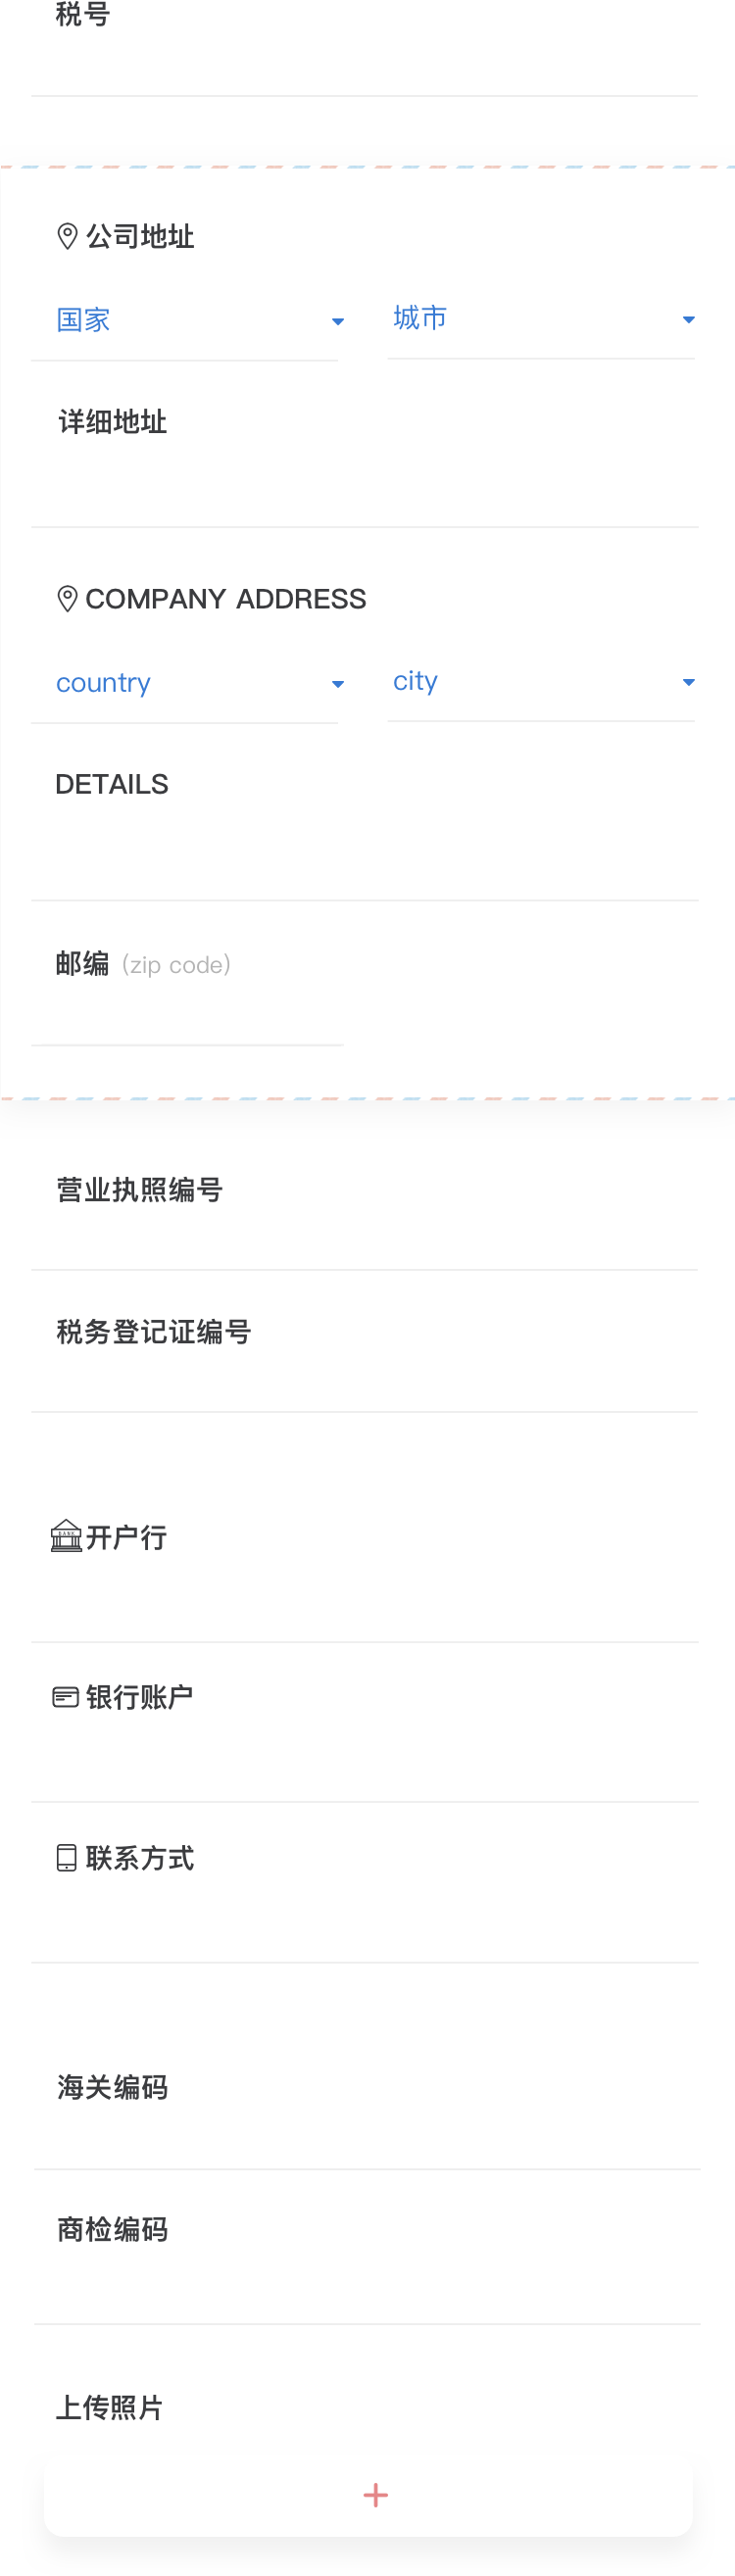 税号
公司地址
国家 城市
详细地址
COMPANY ADDRESS
country city
DETAILS
邮编 (zip code)
营业执照编号
税务登记证编号
开户行
银行账户
联系方式
海关编码
商检编码
上传照片